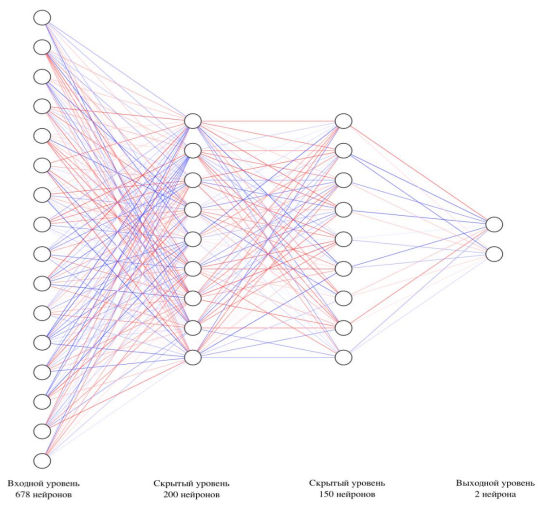 Входной уровень
678 нейронов
Скрытый уровень
200 нейронов
Скрытый уровень
150 нейронов
Выходной уровень
2 нейрона